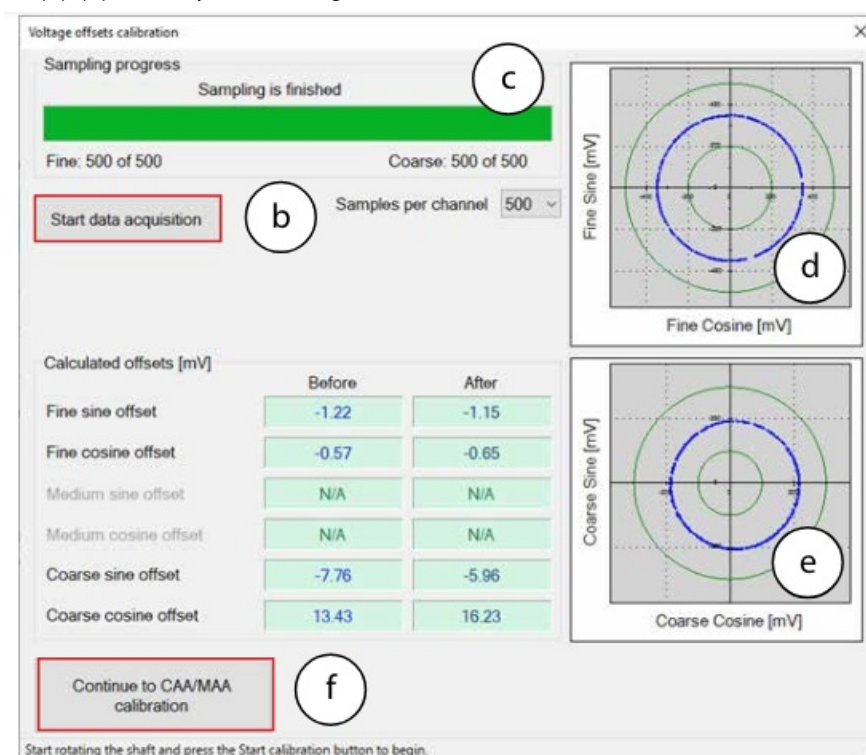 Voltage offsets calibration
Sampling progress
Sampling is finished
c
Fine: 500 of 500
Coarse: 500 of 500
Start data acquisition
b
Samples per channel 500
Fine Sine [mV]
d
Fine Cosine [mV]
Calculated offsets [mV]
Before After
Fine sine offset -1.22 -1.15
Fine cosine offset -0.57 -0.65
Medium sine offset N/A N/A
Medium cosine offset N/A N/A
Coarse sine offset -7.76 -5.96
Coarse cosine offset 13.43 16.23
Coarse Sine [mV]
e
Coarse Cosine [mV]
Continue to CAA/MAA
calibration
f
Start rotating the shaft and press the Start calibration button to begin.